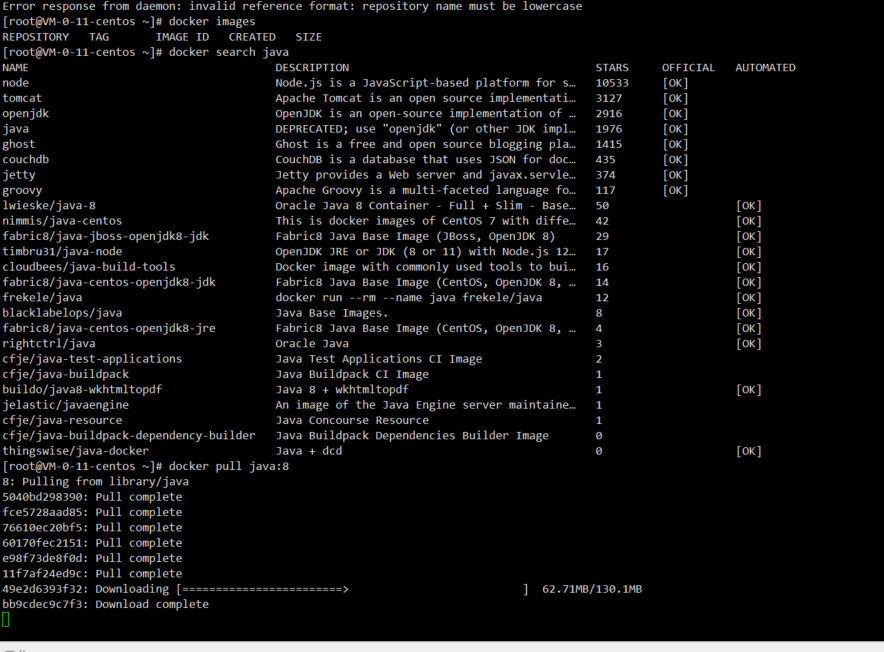 Error response from daemon: invalid reference format: repository name must be lowercase
[root@VM-0-11-centos ~]# docker images
REPOSITORY   TAG       IMAGE ID   CREATED   SIZE
[root@VM-0-11-centos ~]# docker search java
NAME                                     DESCRIPTION                                     STARS     OFFICIAL   AUTOMATED
node                                     Node.js is a JavaScript-based platform for s…   10533     [OK]
tomcat                                   Apache Tomcat is an open source implementati…   3127      [OK]
openjdk                                  OpenJDK is an open-source implementation of …   2916      [OK]
java                                     DEPRECATED; use "openjdk" (or other JDK impl…   1976      [OK]
ghost                                    Ghost is a free and open source blogging pla…   1415      [OK]
couchdb                                  CouchDB is a database that uses JSON for doc…   435       [OK]
jetty                                    Jetty provides a Web server and javax.servle…   374       [OK]
groovy                                   Apache Groovy is a multi-faceted language fo…   117       [OK]
lwieske/java-8                           Oracle Java 8 Container - Full + Slim - Base…   50                   [OK]
nimmis/java-centos                       This is docker images of CentOS 7 with diffe…   42                   [OK]
fabric8/java-jboss-openjdk8-jdk          Fabric8 Java Base Image (JBoss, OpenJDK 8)      29                   [OK]
timbru31/java-node                       OpenJDK JRE or JDK (8 or 11) with Node.js 12…   17                   [OK]
cloudbees/java-build-tools               Docker image with commonly used tools to bui…   16                   [OK]
fabric8/java-centos-openjdk8-jdk         Fabric8 Java Base Image (CentOS, OpenJDK 8, …   14                   [OK]
frekele/java                             docker run --rm --name java frekele/java        12                   [OK]
blacklabelops/java                       Java Base Images.                               8                    [OK]
fabric8/java-centos-openjdk8-jre         Fabric8 Java Base Image (CentOS, OpenJDK 8, …   4                    [OK]
rightctrl/java                           Oracle Java                                     3                    [OK]
cfje/java-test-applications              Java Test Applications CI Image                 2
cfje/java-buildpack                      Java Buildpack CI Image                         1
buildo/java8-wkhtmltopdf                 Java 8 + wkhtmltopdf                            1                    [OK]
jelastic/javaengine                      An image of the Java Engine server maintaine…   1
cfje/java-resource                       Java Concourse Resource                         1
cfje/java-buildpack-dependency-builder   Java Buildpack Dependencies Builder Image       0
thingswise/java-docker                   Java + dcd                                      0                    [OK]
[root@VM-0-11-centos ~]# docker pull java:8
8: Pulling from library/java
5040bd298390: Pull complete
fce5728aad85: Pull complete
76610ec20bf5: Pull complete
60170fec2151: Pull complete
e98f73de8f0d: Pull complete
11f7af24ed9c: Pull complete
49e2d6393f32: Downloading [========================>                          ]  62.71MB/130.1MB
bb9cdec9c7f3: Download complete